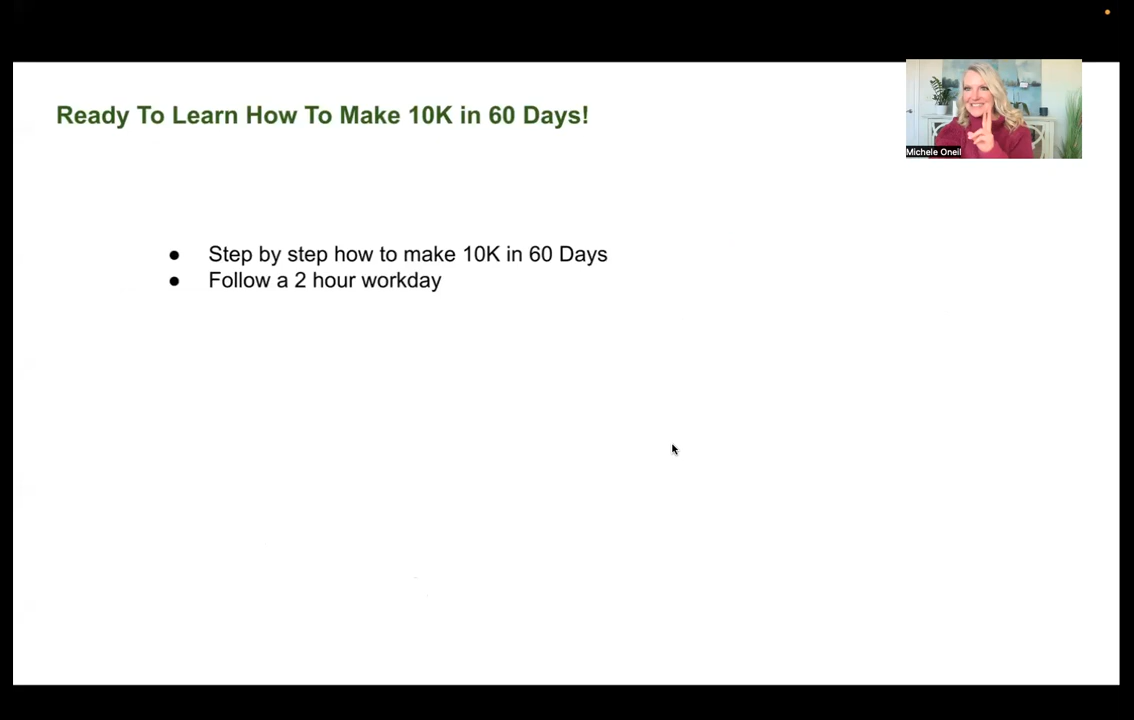 Ready To Learn How To Make 10K in 60 Days!
Michele Oneil
● Step by step how to make 10K in 60 Days
● Follow a 2 hour workday